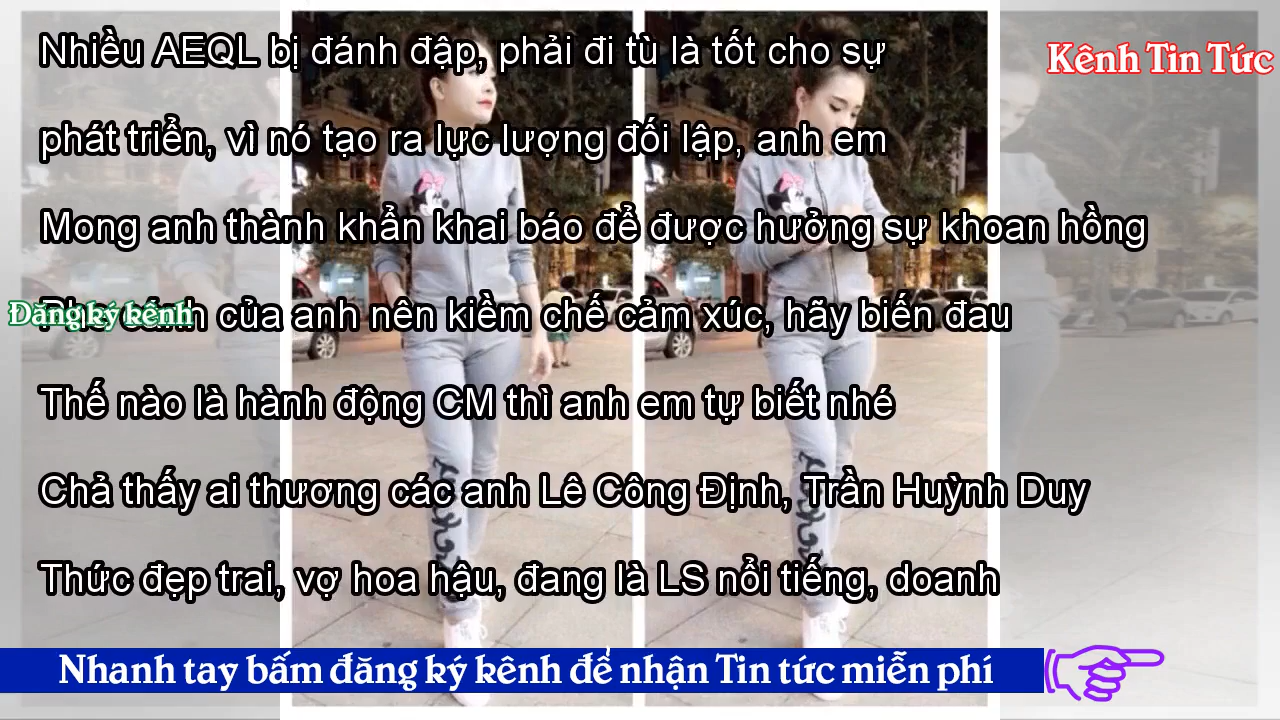 Nhiều AEQL bị đánh đập, phải đi tù là tốt cho sự
Kênh Tin Tức
phát triển, vì nó tạo ra lực lượng đối lập, anh em
Mong anh thành khẩn khai báo để được hưởng sự khoan hồng
Đăng ký kênh
của anh nên kiềm chế cảm xúc, hãy biến đau
Thế nào là hành động CM thì anh em tự biết nhé
Chả thấy ai thương các anh Lê Công Định, Trần Huỳnh Duy
Thức đẹp trai, vợ hoa hậu, đang là LS nổi tiếng, doanh
Nhanh tay bấm đăng ký kênh để nhận Tin tức miễn phí